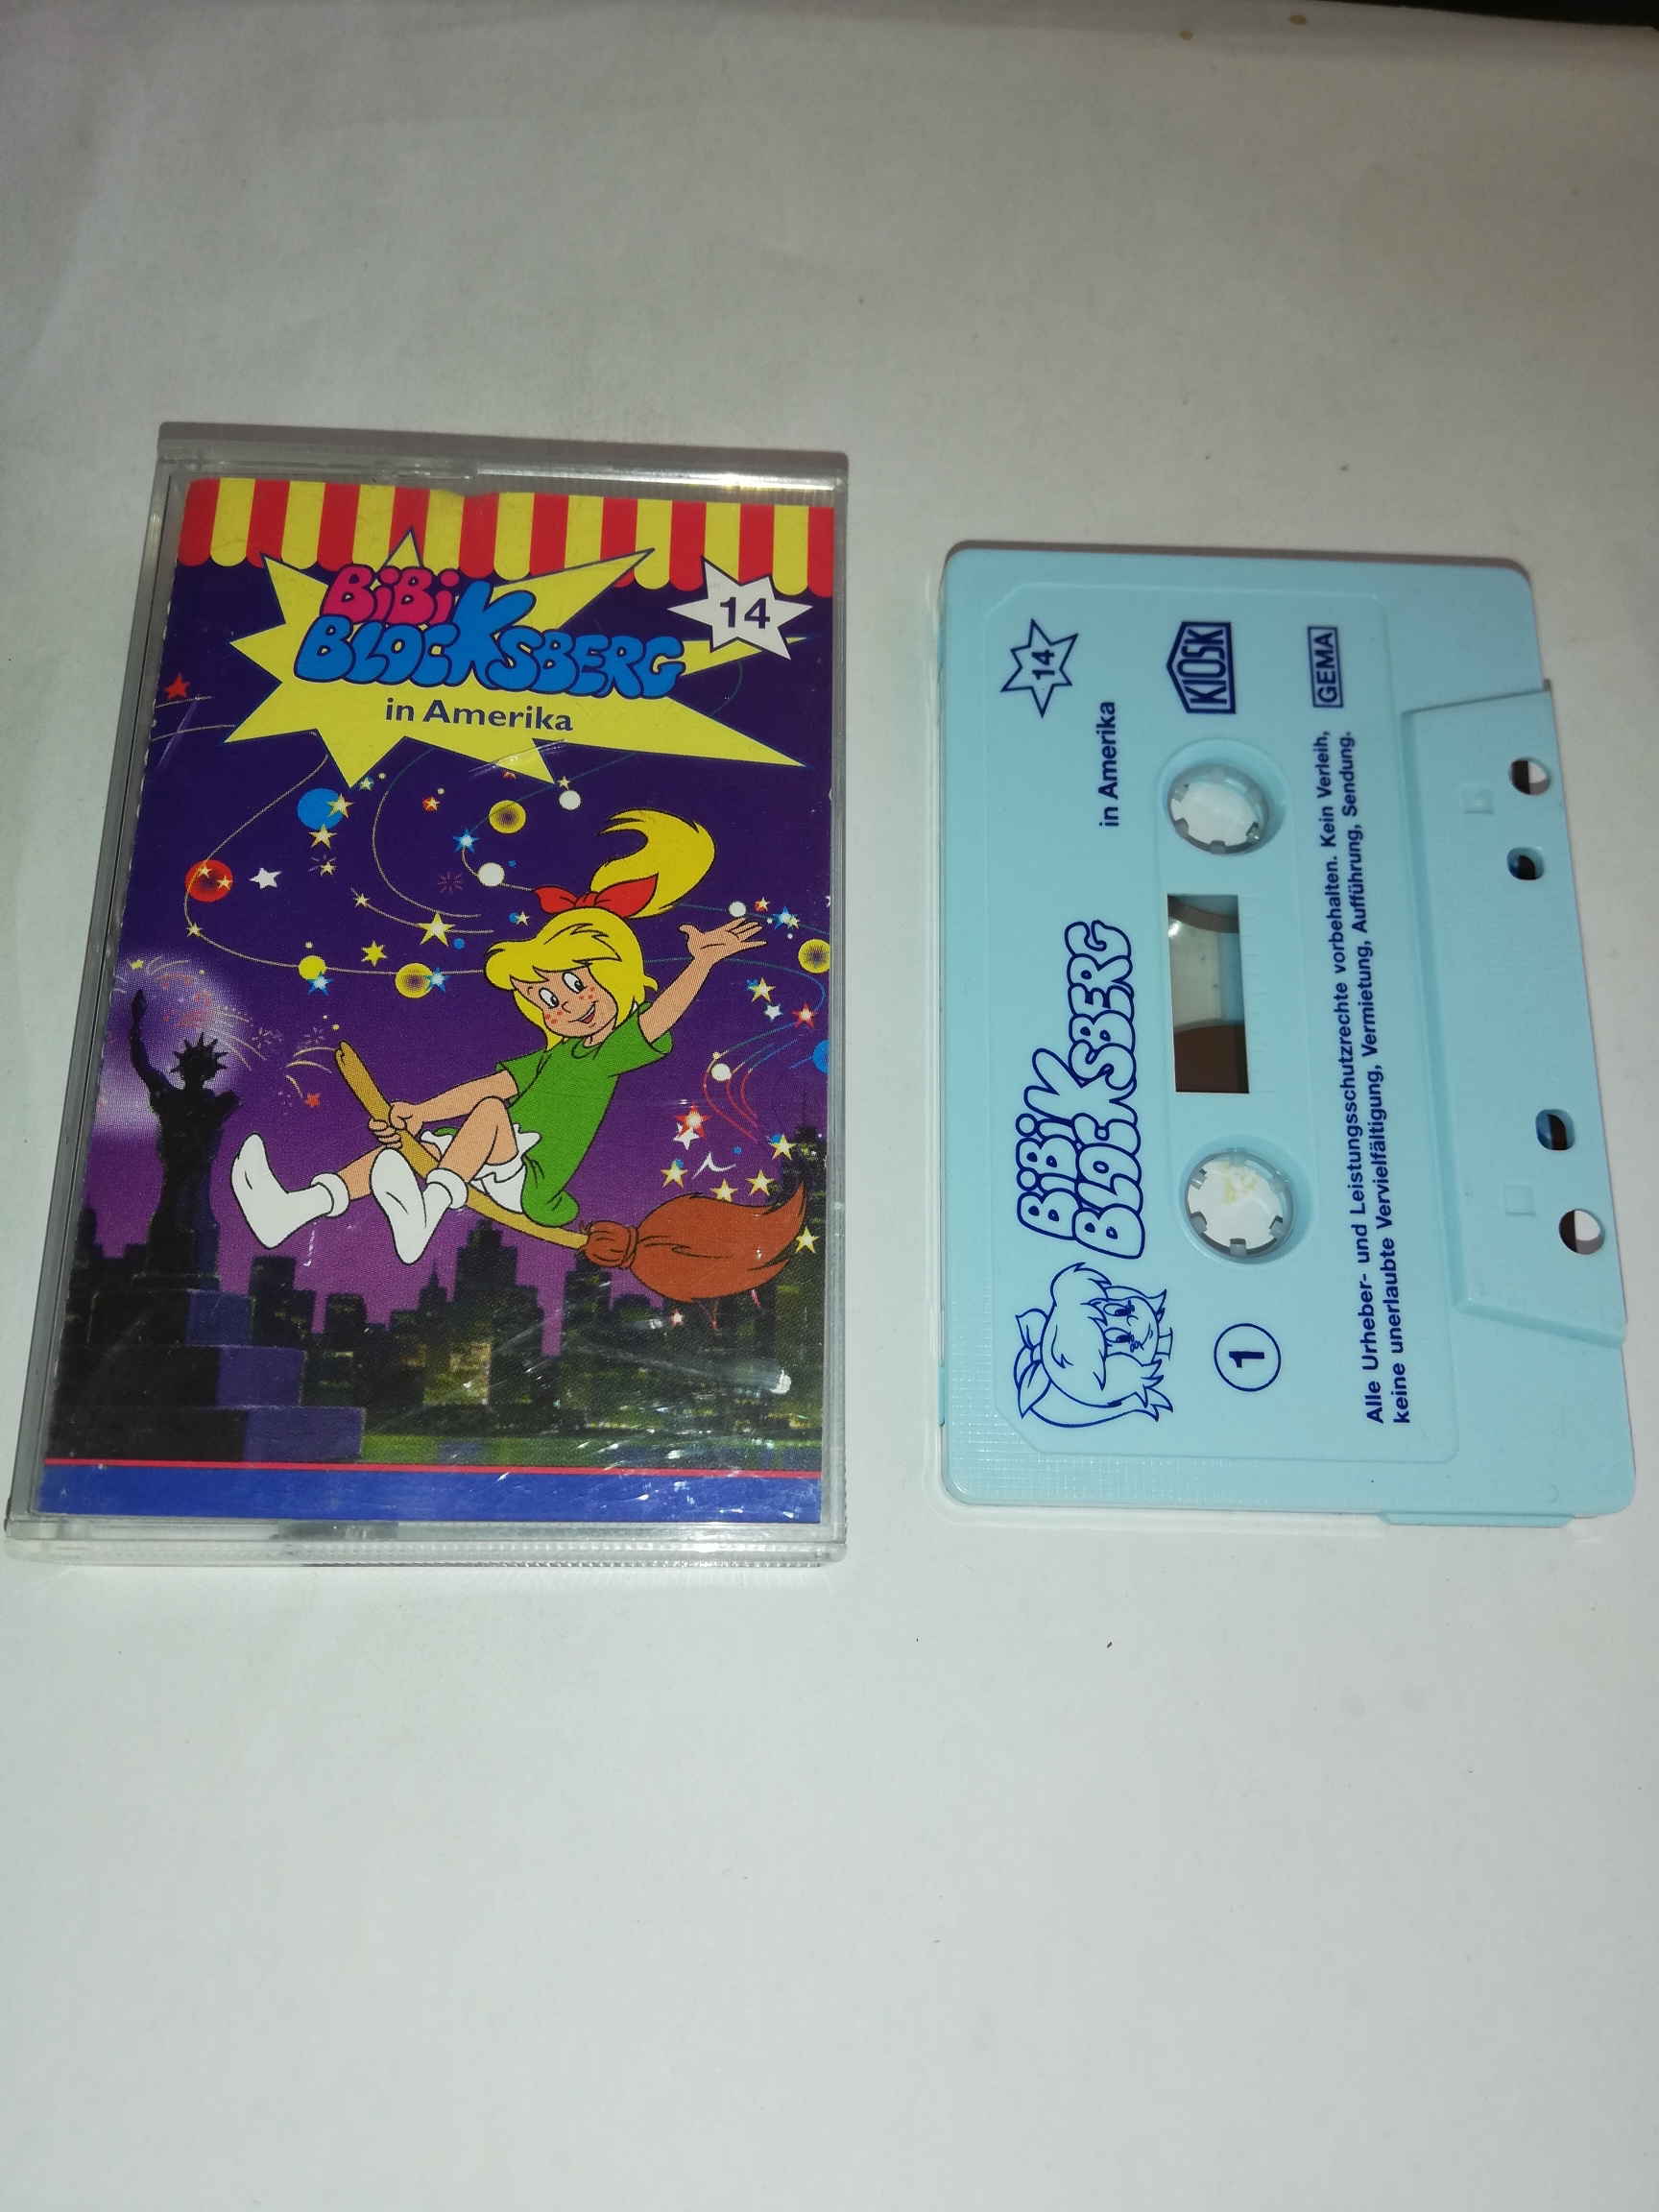 BiBi
BLOCKSBERG
in Amerika
14
14
in Amerika
BiBi
BLOCKSBERG
KIOSK
1
GEMA
Alle Urheber- und Leistungsschutzrechte vorbehalten. Kein Verleih,
keine unerlaubte Vervielfältigung, Vermietung, Aufführung, Sendung.